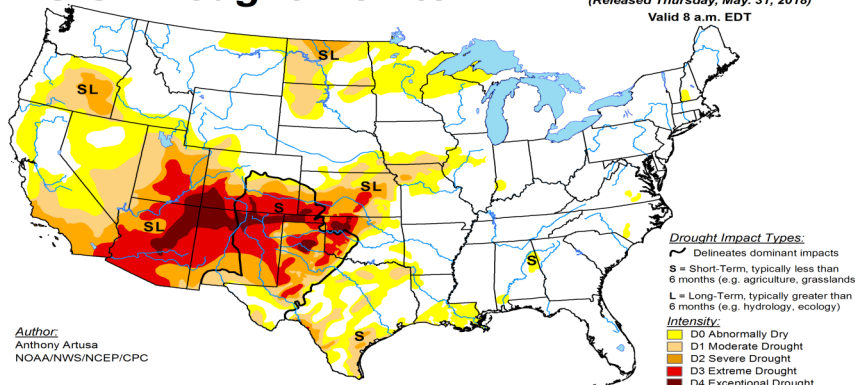 (Released Thursday, May. 31, 2018)
Valid 8 a.m. EDT
SL
SL
SL
S
SL
S
S
Drought Impact Types:
Delineates dominant impacts
S = Short-Term, typically less than
6 months (e.g. agriculture, grasslands
L = Long-Term, typically greater than
6 months (e.g. hydrology, ecology)
Intensity:
D0 Abnormally Dry
D1 Moderate Drought
D2 Severe Drought
D3 Extreme Drought
D4 Exceptional Drought
Author:
Anthony Artusa
NOAA/NWS/NCEP/CPC